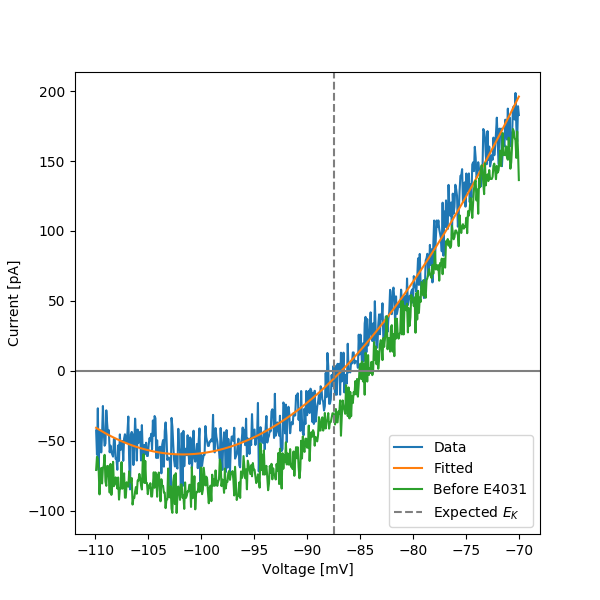 200
150
100
50
0
−50
−100
Current [pA]
−110 −105 −100 −95 −90 −85 −80 −75 −70
Voltage [mV]
Data
Fitted
Before E4031
Expected E_K